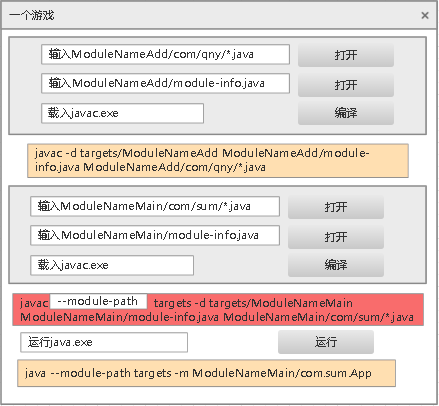 一个游戏
输入ModuleNameAdd/com/qny/*.java
打开
输入ModuleNameAdd/module-info.java
打开
载入javac.exe
编译
javac -d targets/ModuleNameAdd ModuleNameAdd/module-
info.java ModuleNameAdd/com/qny/*.java
输入ModuleNameMain/com/sum/*.java
打开
输入ModuleNameMain/module-info.java
打开
载入javac.exe
编译
javac --module-path targets -d targets/ModuleNameMain
ModuleNameMain/module-info.java ModuleNameMain/com/sum/*.java
运行java.exe
运行
java --module-path targets -m ModuleNameMain/com.sum.App